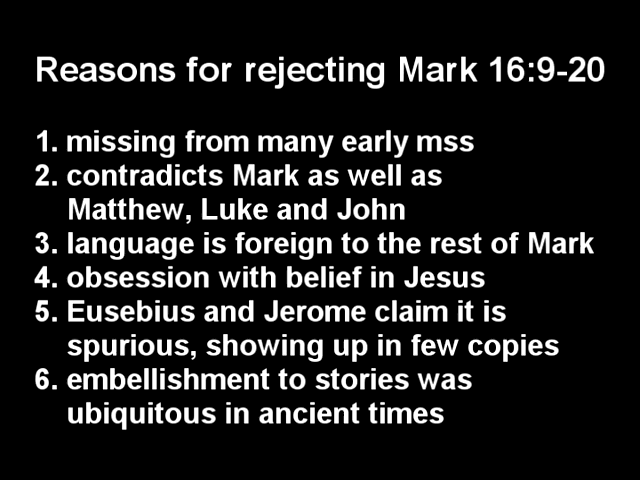 Reasons for rejecting Mark 16:9-20
1. missing from many early mss
2. contradicts Mark as well as
Matthew, Luke and John
3. language is foreign to the rest of Mark
4. obsession with belief in Jesus
5. Eusebius and Jerome claim it is
spurious, showing up in few copies
6. embellishment to stories was
ubiquitous in ancient times